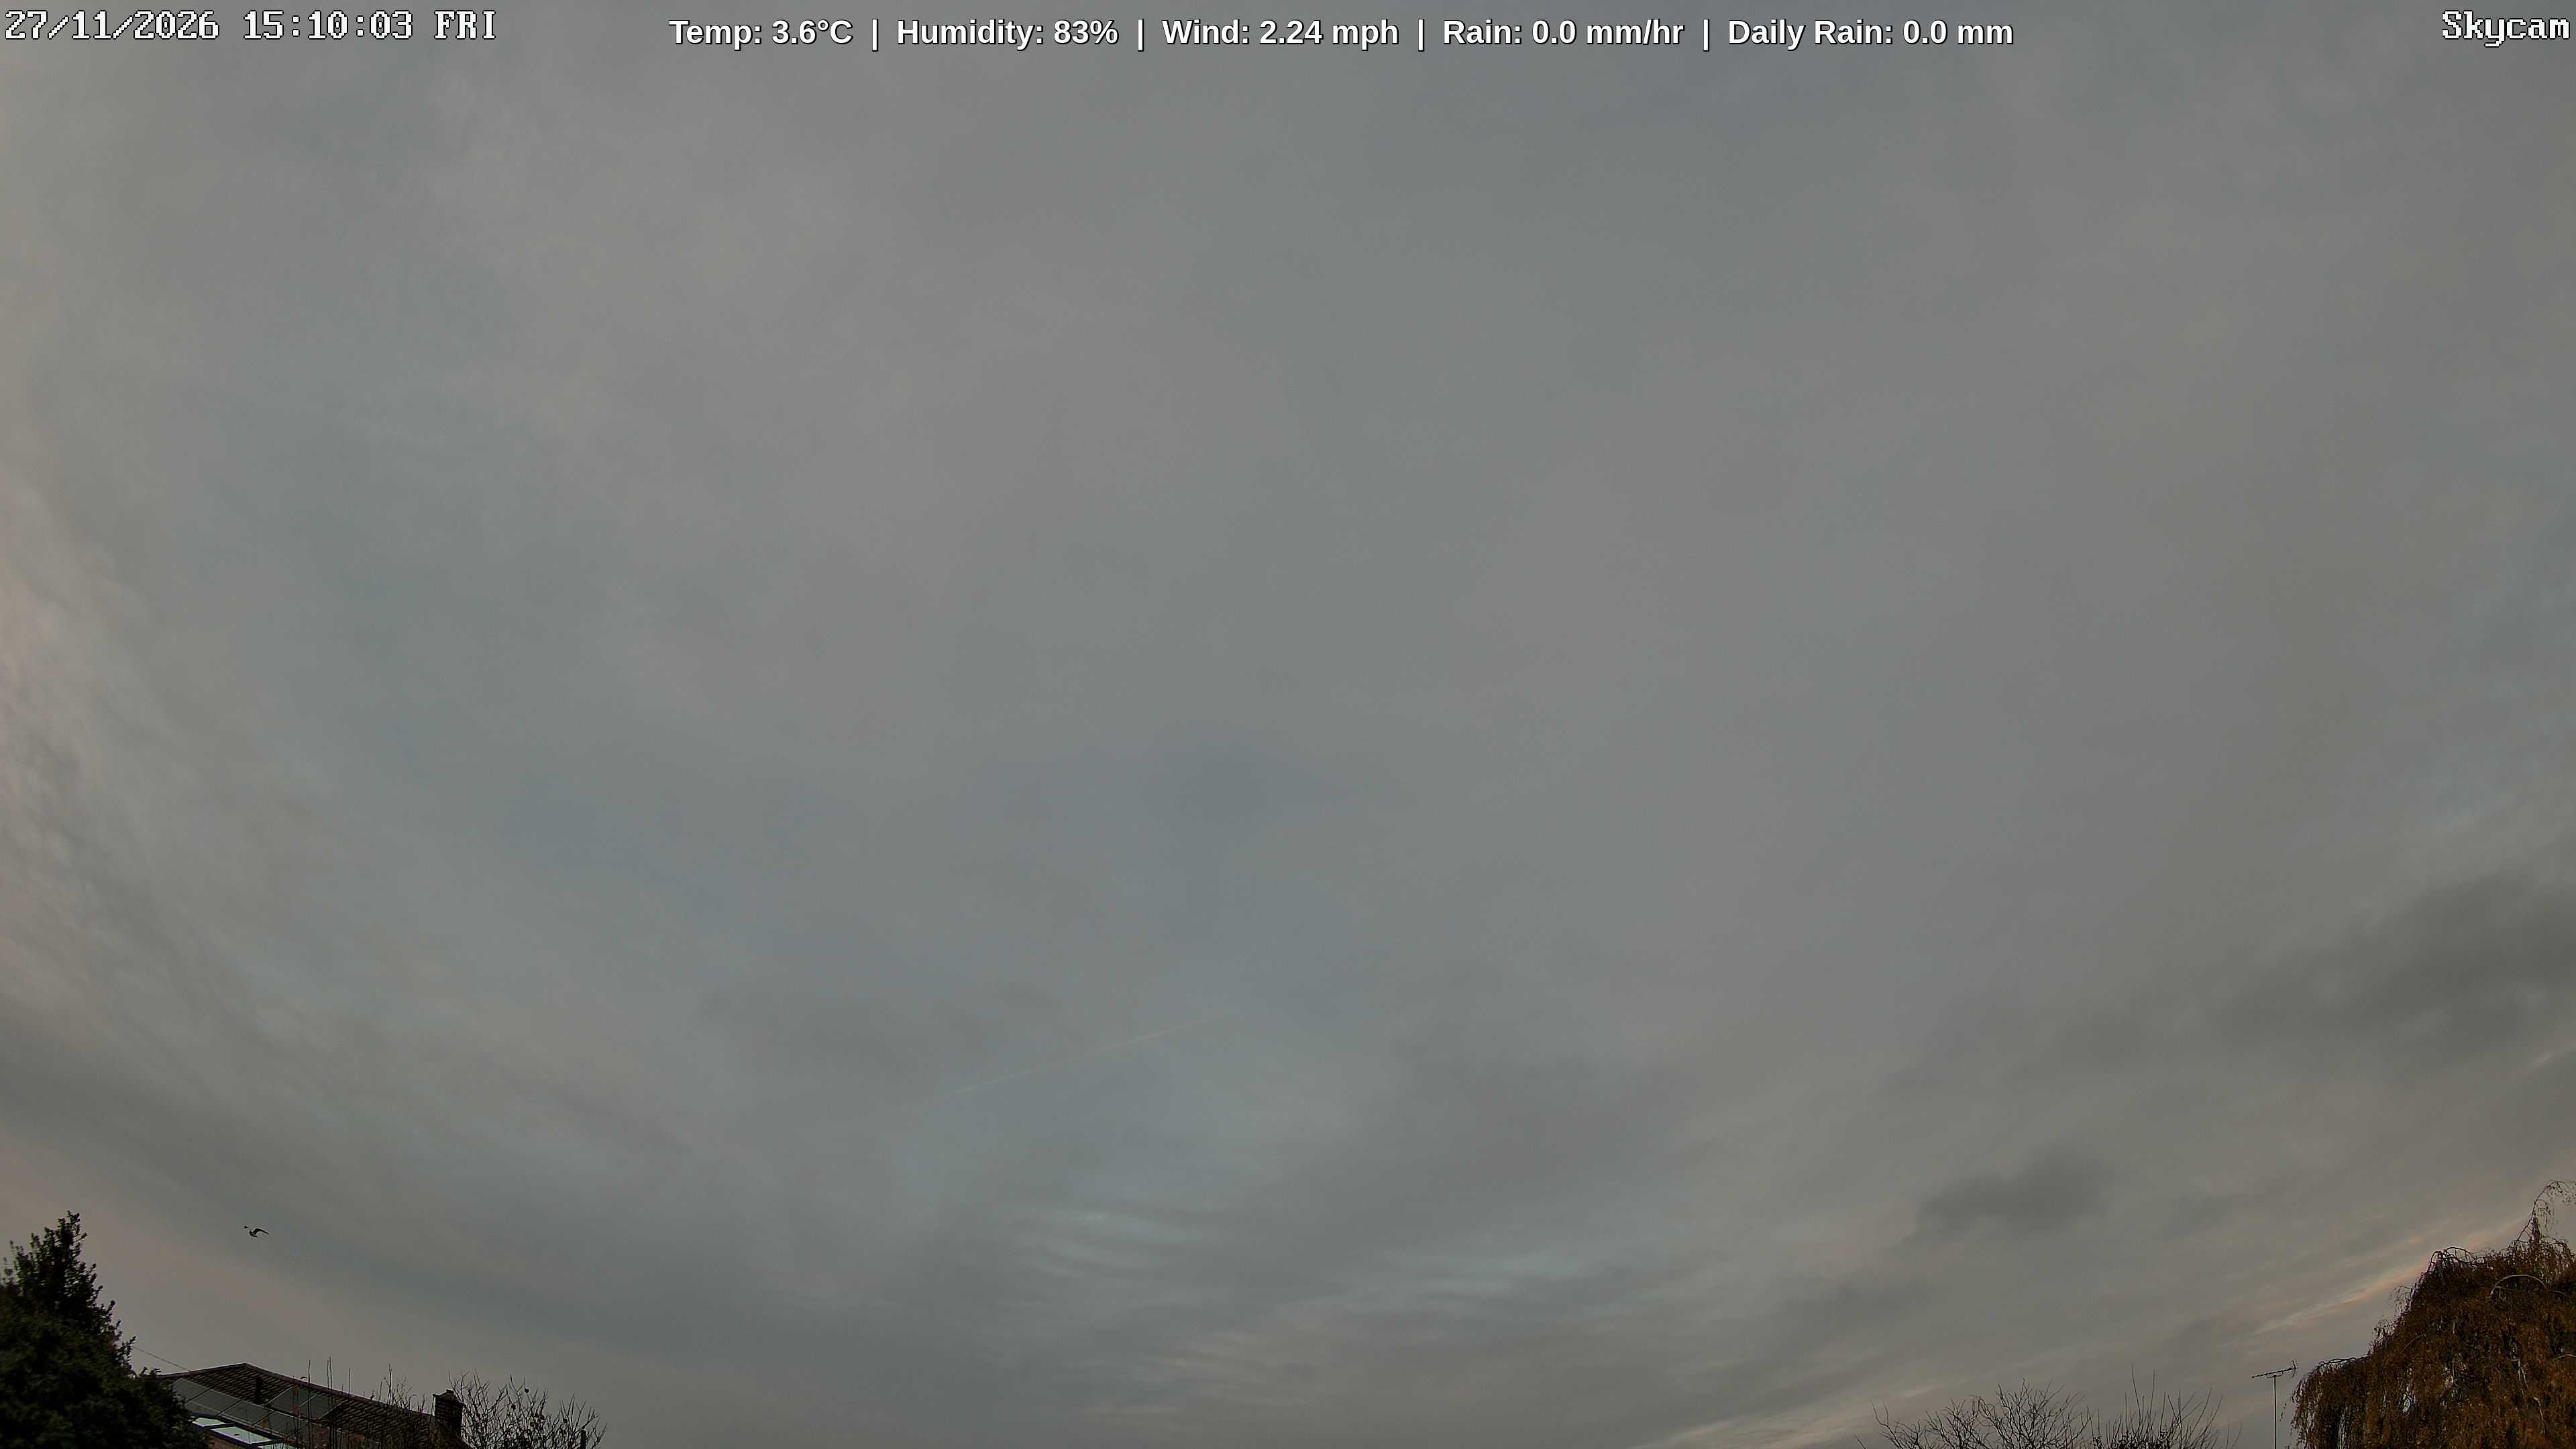 27/11/2026 15:10:03 FRI
Temp: 3.6°C | Humidity: 83% | Wind: 2.24 mph | Rain: 0.0 mm/hr | Daily Rain: 0.0 mm
Skycam